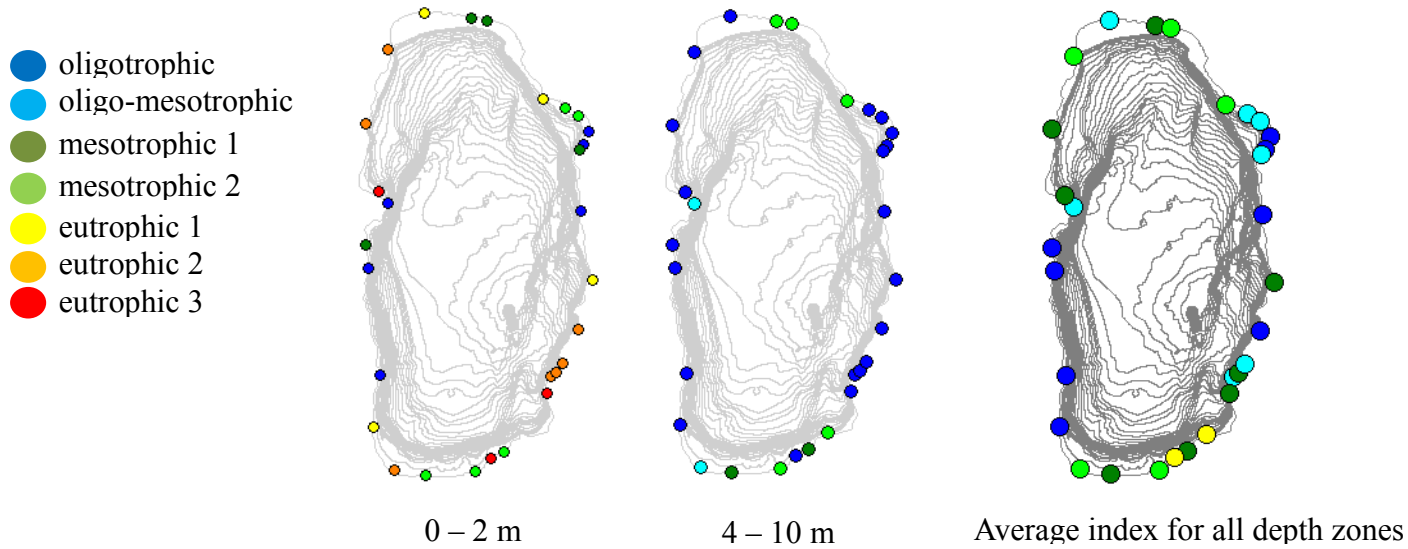 oligotrophic
oligo-mesotrophic
mesotrophic 1
mesotrophic 2
eutrophic 1
eutrophic 2
eutrophic 3
0 – 2 m
4 – 10 m
Average index for all depth zones